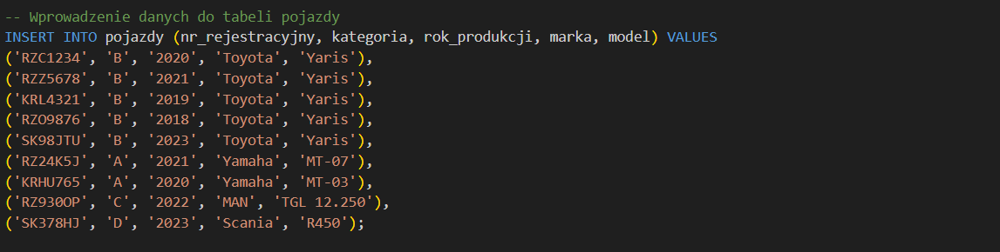 -- Wprowadzenie danych do tabeli pojazdy
INSERT INTO pojazdy (nr_rejestracyjny, kategoria, rok_produkcji, marka, model) VALUES
('RZC1234', 'B', '2020', 'Toyota', 'Yaris'),
('RZZ5678', 'B', '2021', 'Toyota', 'Yaris'),
('KRL4321', 'B', '2019', 'Toyota', 'Yaris'),
('RZO9876', 'B', '2018', 'Toyota', 'Yaris'),
('SK98JTU', 'B', '2023', 'Toyota', 'Yaris'),
('RZ24K5J', 'A', '2021', 'Yamaha', 'MT-07'),
('KRHU765', 'A', '2020', 'Yamaha', 'MT-03'),
('RZ930OP', 'C', '2022', 'MAN', 'TGL 12.250'),
('SK378HJ', 'D', '2023', 'Scania', 'R450');